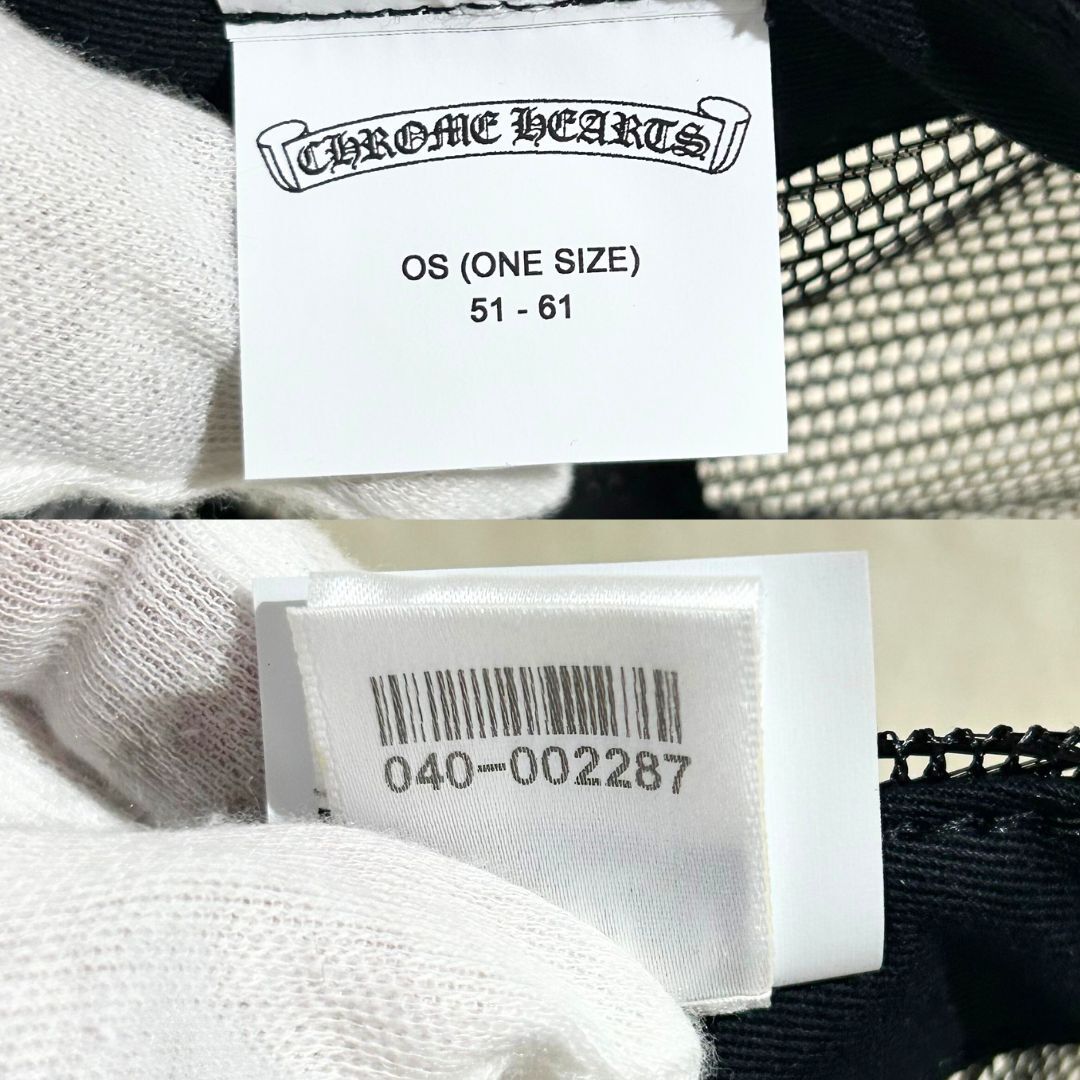 CHROME HEARTS
OS (ONE SIZE)
51 - 61
040-002287